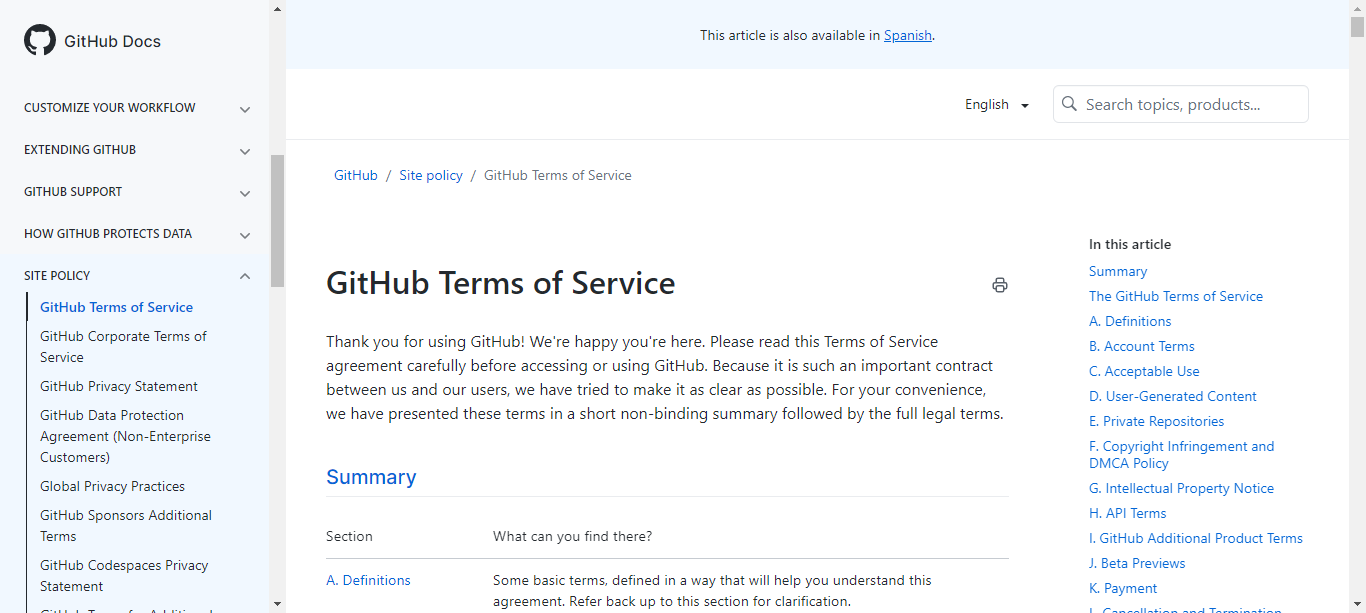 GitHub Docs
CUSTOMIZE YOUR WORKFLOW
EXTENDING GITHUB
GITHUB SUPPORT
HOW GITHUB PROTECTS DATA
SITE POLICY
GitHub Terms of Service
GitHub Corporate Terms of
Service
GitHub Privacy Statement
GitHub Data Protection
Agreement (Non-Enterprise
Customers)
Global Privacy Practices
GitHub Sponsors Additional
Terms
GitHub Codespaces Privacy
Statement
This article is also available in Spanish.
English
Search topics, products...
GitHub / Site policy / GitHub Terms of Service
GitHub Terms of Service
Thank you for using GitHub! We're happy you're here. Please read this Terms of Service
agreement carefully before accessing or using GitHub. Because it is such an important contract
between us and our users, we have tried to make it as clear as possible. For your convenience,
we have presented these terms in a short non-binding summary followed by the full legal terms.
Summary
Section What can you find there?
A. Definitions Some basic terms, defined in a way that will help you understand this
agreement. Refer back up to this section for clarification.
In this article
Summary
The GitHub Terms of Service
A. Definitions
B. Account Terms
C. Acceptable Use
D. User-Generated Content
E. Private Repositories
F. Copyright Infringement and
DMCA Policy
G. Intellectual Property Notice
H. API Terms
I. GitHub Additional Product Terms
J. Beta Previews
K. Payment
L. Cancellation and Termination